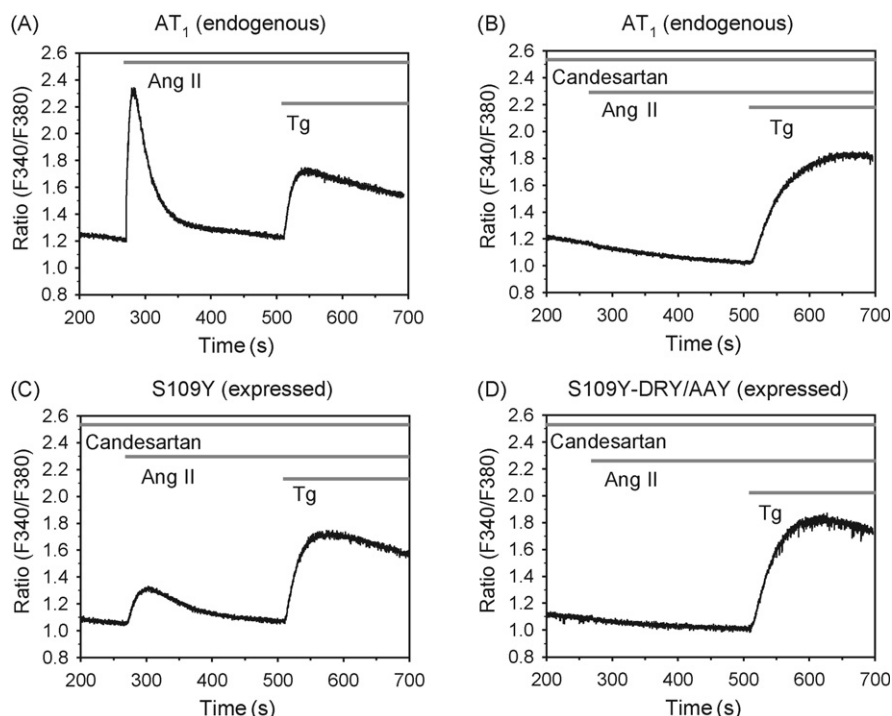 (A)
AT₁ (endogenous)
Ratio (F340/F380)
2.6
2.4
2.2
2.0
1.8
1.6
1.4
1.2
1.0
0.8
Ang II
Tg
200 300 400 500 600 700
Time (s)
(B)
AT₁ (endogenous)
Ratio (F340/F380)
2.6
2.4
2.2
2.0
1.8
1.6
1.4
1.2
1.0
0.8
Candesartan
Ang II
Tg
200 300 400 500 600 700
Time (s)
(C)
S109Y (expressed)
Ratio (F340/F380)
2.6
2.4
2.2
2.0
1.8
1.6
1.4
1.2
1.0
0.8
Candesartan
Ang II
Tg
200 300 400 500 600 700
Time (s)
(D)
S109Y-DRY/AAY (expressed)
Ratio (F340/F380)
2.6
2.4
2.2
2.0
1.8
1.6
1.4
1.2
1.0
0.8
Candesartan
Ang II
Tg
200 300 400 500 600 700
Time (s)